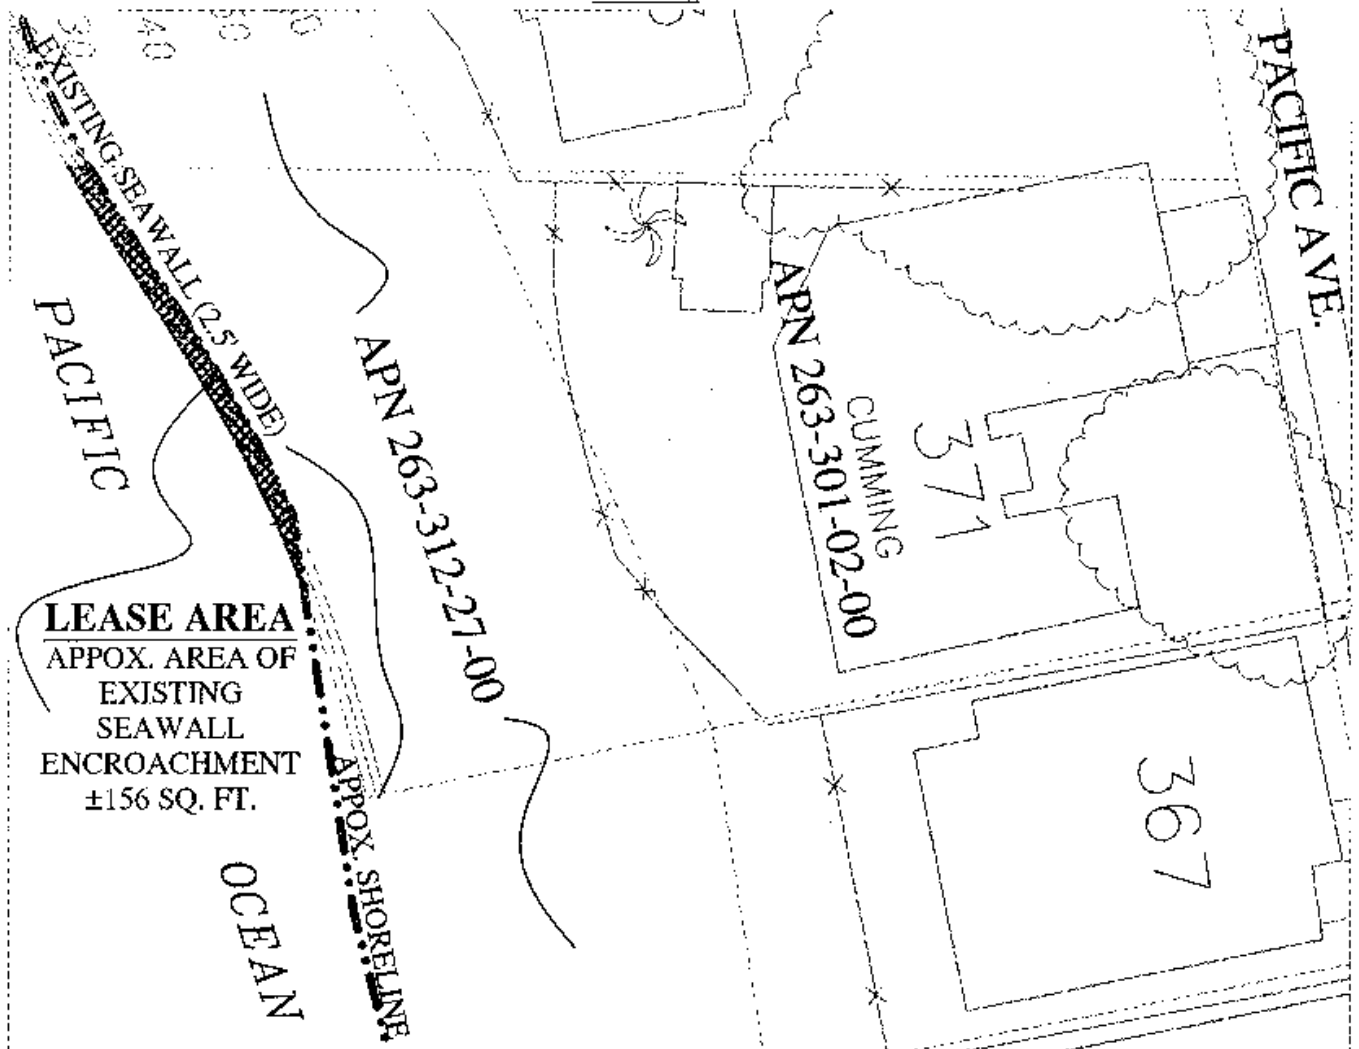 30
40
50
EXISTING SEAWALL (2.5' WIDE)
PACIFIC AVE.
PACIFIC
APN 263-312-27-00
APN 263-301-02-00
CUMMING
371
LEASE AREA
APPOX. AREA OF
EXISTING
SEAWALL
ENCROACHMENT
±156 SQ. FT.
APPOX. SHORELINE
367
OCEAN